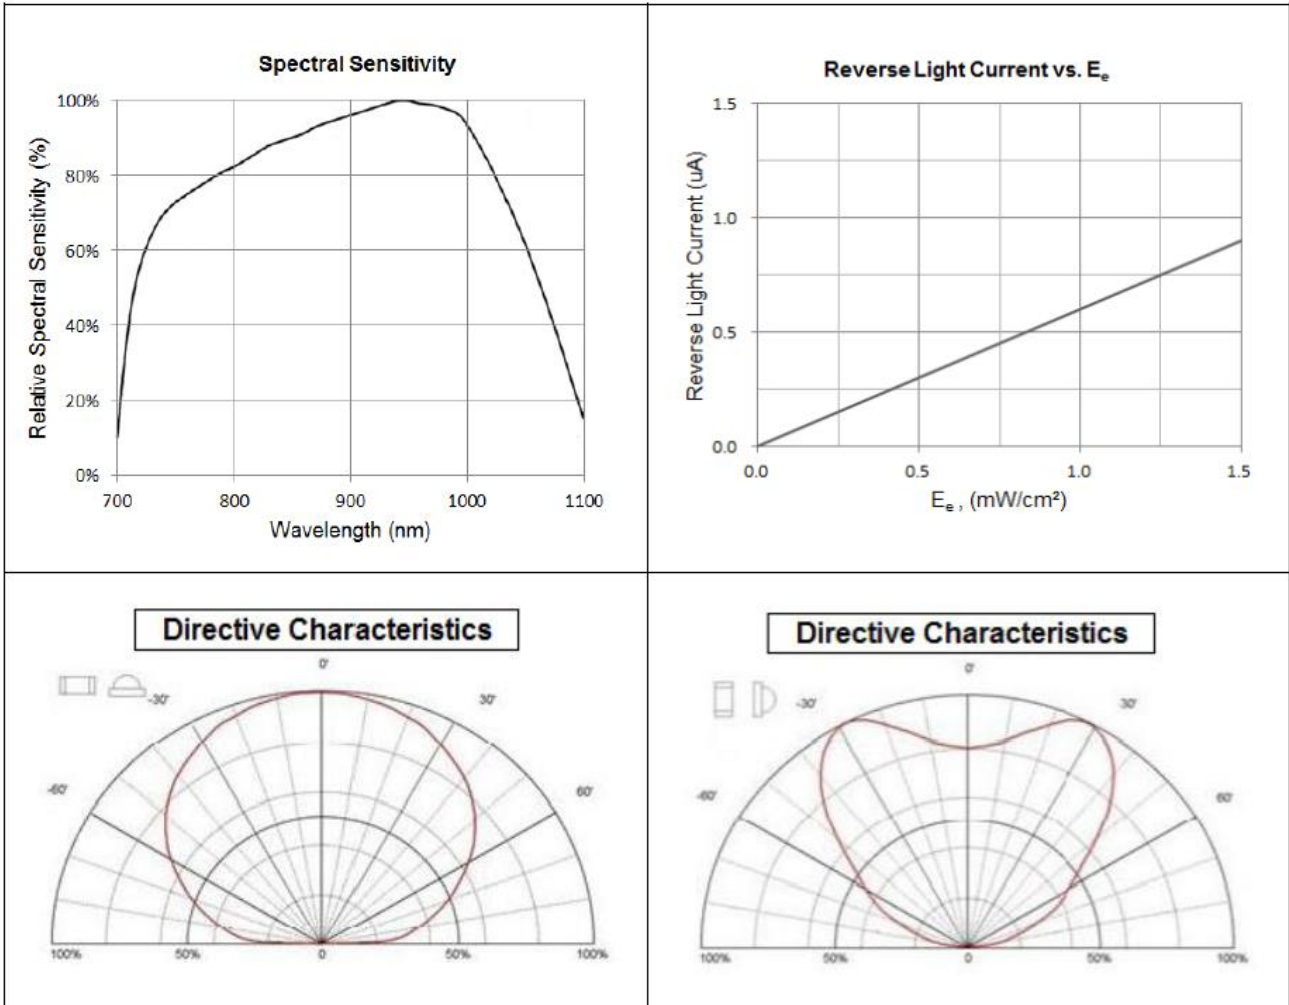 Spectral Sensitivity
100%
80%
60%
40%
20%
0%
Relative Spectral Sensitivity (%)
700 800 900 1000 1100
Wavelength (nm)
Reverse Light Current vs. Eₑ
1.5
1.0
0.5
0.0
Reverse Light Current (uA)
0.0 0.5 1.0 1.5
Eₑ , (mW/cm²)
Directive Characteristics
0'
-30' 30'
-60' 60'
100% 50% 0 50% 100%
Directive Characteristics
0'
-30' 30'
-60' 60'
100% 50% 0 50% 100%